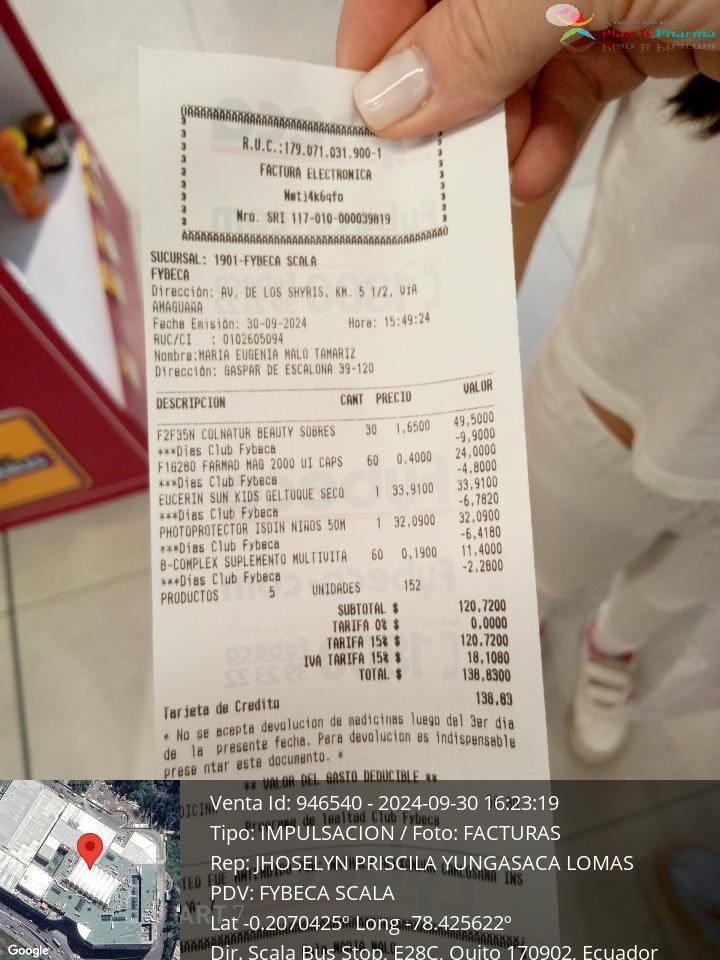 Plan B Pharma
R.U.C.:179.071.031.900-1
FACTURA ELECTRONICA
Nøtj4k6qfo
Nro. SRI 117-010-000039819
SUCURSAL: 1901-FYBECA SCALA
FYBECA
Dirección: AV. DE LOS SHYRIS, KM. 5 1/2, VIA
AMAGUAÑA
Fecha Emisión: 30-09-2024 Hora: 15:49:24
RUC/CI : 0102605094
Nombre:MARIA EUGENIA MALO TAMARIZ
Dirección: GASPAR DE ESCALONA 39-120
DESCRIPCION CANT PRECIO VALOR
F2F35N COLNATUR BEAUTY SOBRES 30 1,6500 49,5000
***Dias Club Fybeca -9,9000
F1G280 FARMAD MAG 2000 UI CAPS 60 0,4000 24,0000
***Dias Club Fybeca -4,8000
EUCERIN SUN KIDS GELTOQUE SECO 1 33,9100 33,9100
***Dias Club Fybeca -6,7820
PHOTOPROTECTOR ISDIN NIÑOS 50M 1 32,0900 32,0900
***Dias Club Fybeca -6,4180
B-COMPLEX SUPLEMENTO MULTIVITA 60 0,1900 11,4000
***Dias Club Fybeca -2,2800
PRODUCTOS 5 UNIDADES 152
SUBTOTAL $ 120,7200
TARIFA 0% $ 0,0000
TARIFA 15% $ 120,7200
IVA TARIFA 15% $ 18,1080
TOTAL $ 138,8300
Tarjeta de Credito 138,83
* No se acepta devolucion de medicinas luego del 3er dia
de la presente fecha. Para devolucion es indispensable
prese ntar este documento. *
** VALOR DEL GASTO DEDUCIBLE **
Programa de lealtad Club Fybeca
Venta Id: 946540 - 2024-09-30 16:23:19
Tipo: IMPULSACION / Foto: FACTURAS
Rep: JHOSELYN PRISCILA YUNGASACA LOMAS
PDV: FYBECA SCALA
Lat -0.2070425º Long -78.425622º
Dir. Scala Bus Stop, E28C, Quito 170902, Ecuador
Google